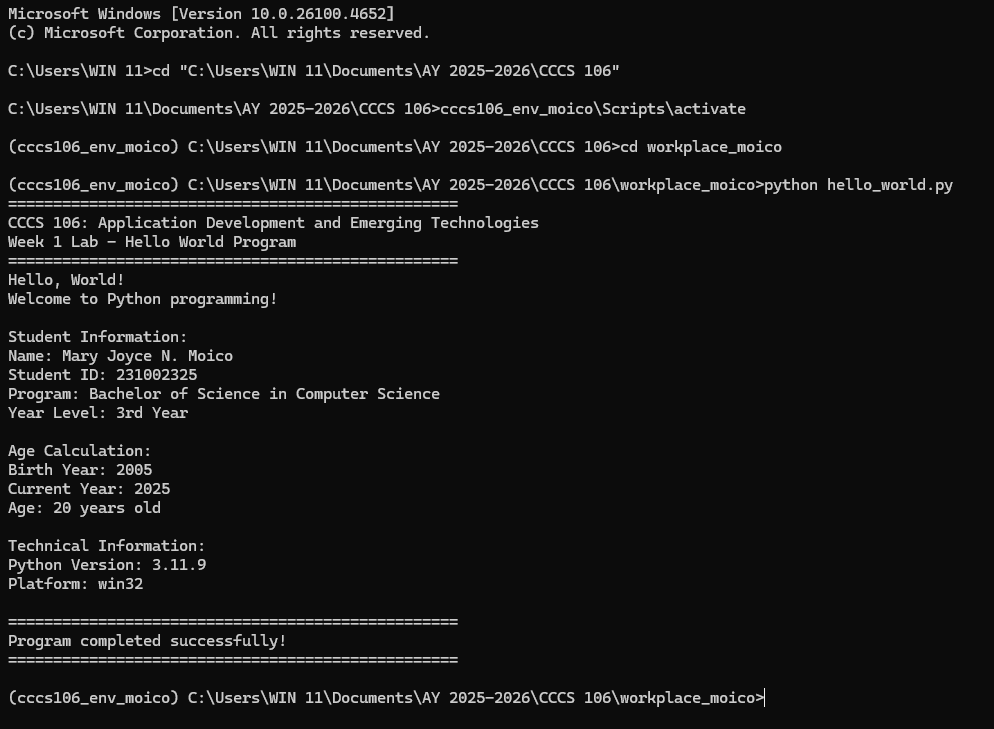 Microsoft Windows [Version 10.0.26100.4652]
(c) Microsoft Corporation. All rights reserved.
C:\Users\WIN 11>cd "C:\Users\WIN 11\Documents\AY 2025-2026\CCCS 106"
C:\Users\WIN 11\Documents\AY 2025-2026\CCCS 106>cccs106_env_moico\Scripts\activate
(cccs106_env_moico) C:\Users\WIN 11\Documents\AY 2025-2026\CCCS 106>cd workplace_moico
(cccs106_env_moico) C:\Users\WIN 11\Documents\AY 2025-2026\CCCS 106\workplace_moico>python hello_world.py
==================================================
CCCS 106: Application Development and Emerging Technologies
Week 1 Lab - Hello World Program
==================================================
Hello, World!
Welcome to Python programming!
Student Information:
Name: Mary Joyce N. Moico
Student ID: 231002325
Program: Bachelor of Science in Computer Science
Year Level: 3rd Year
Age Calculation:
Birth Year: 2005
Current Year: 2025
Age: 20 years old
Technical Information:
Python Version: 3.11.9
Platform: win32
==================================================
Program completed successfully!
==================================================
(cccs106_env_moico) C:\Users\WIN 11\Documents\AY 2025-2026\CCCS 106\workplace_moico>